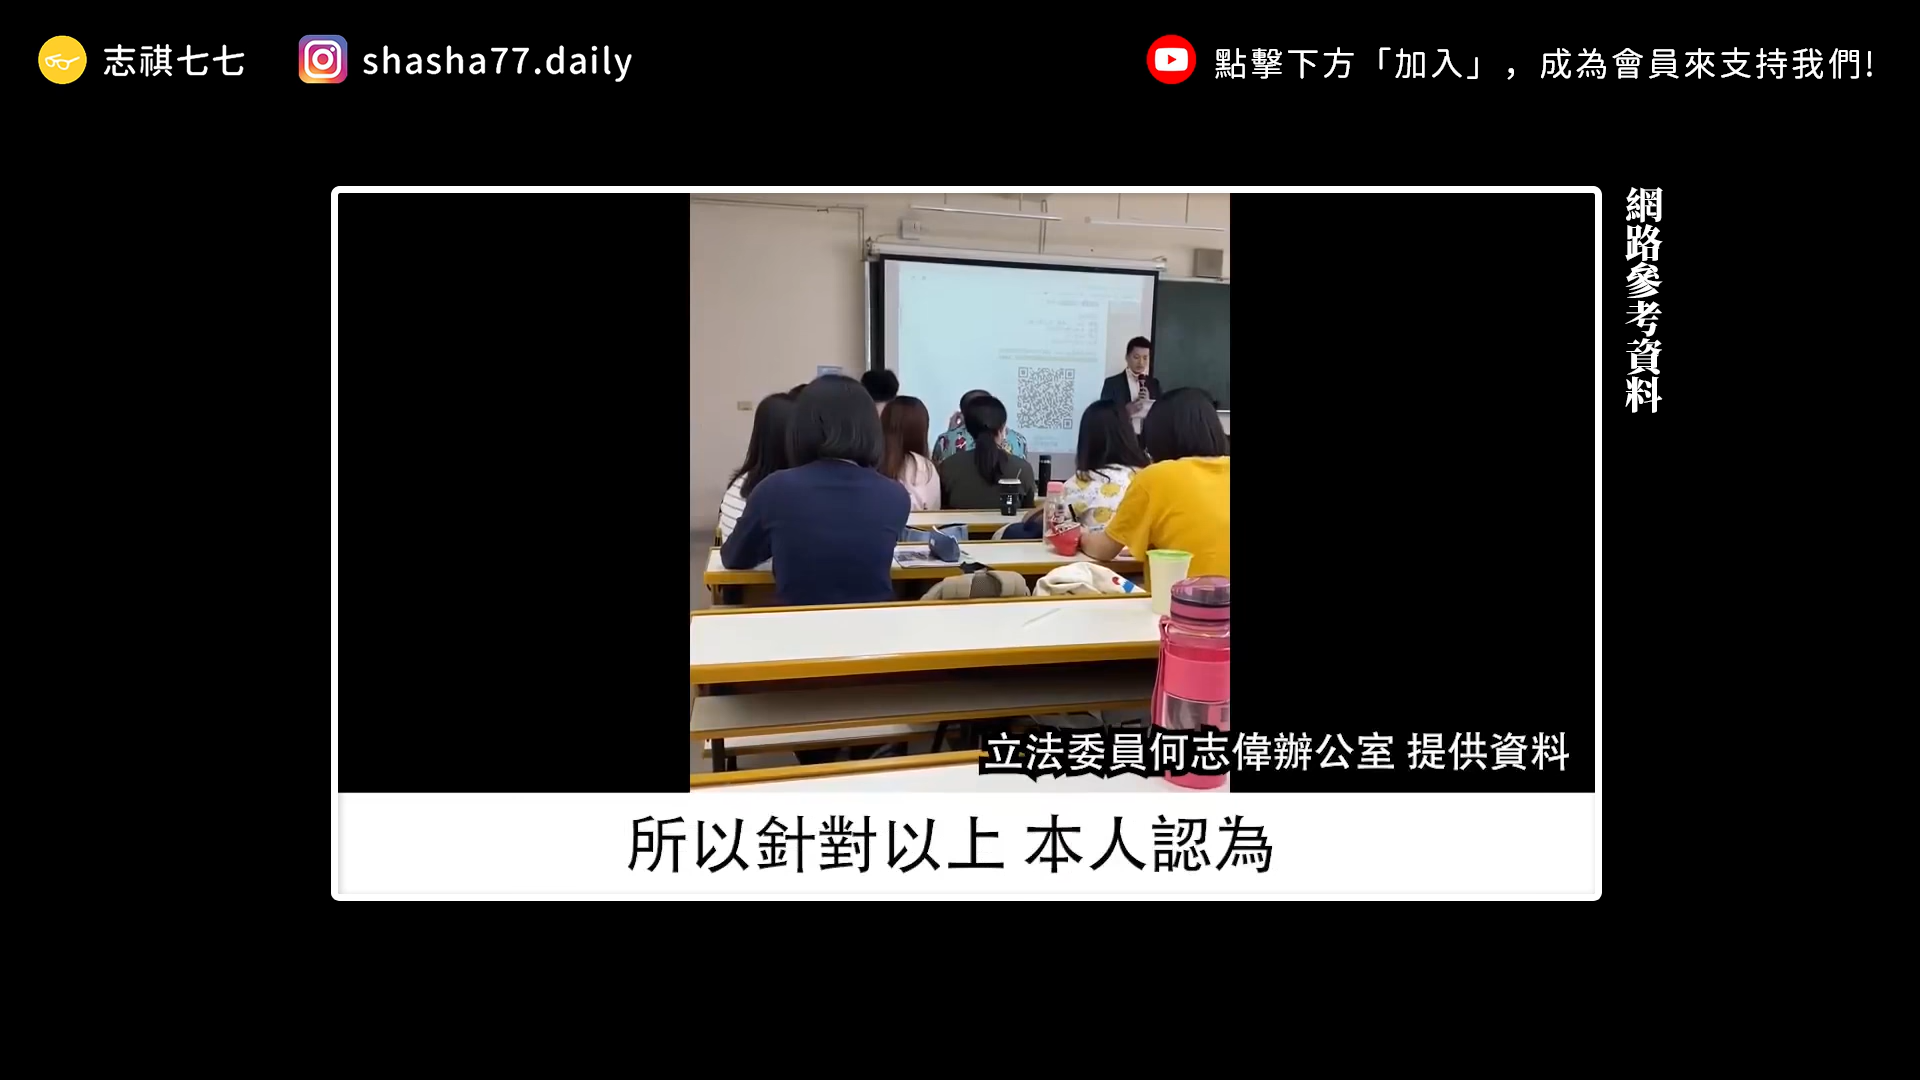 志祺七七
shasha77.daily
點擊下方「加入」，成為會員來支持我們!
網路參考資料
立法委員何志偉辦公室 提供資料
所以針對以上 本人認為